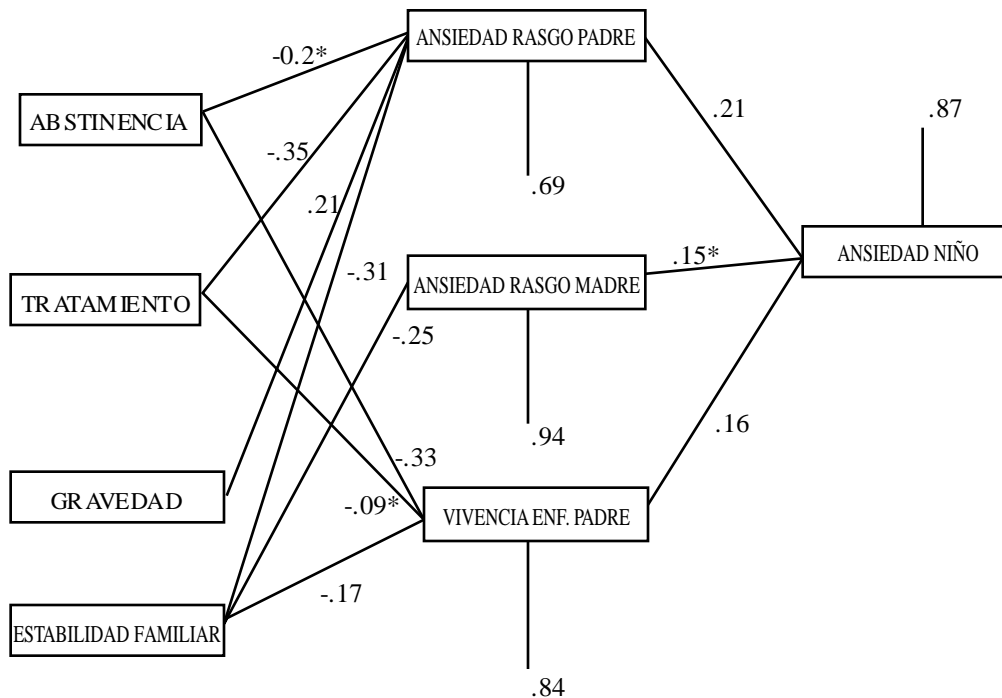 ANSIEDAD RASGO PADRE
-0.2*
ABSTINENCIA
.21
.87
-.35
.69
.21
ANSIEDAD NIÑO
.15*
-.31
ANSIEDAD RASGO MADRE
TRATAMIENTO
-.25
.94
.16
-.33
GRAVEDAD
-.09*
VIVENCIA ENF. PADRE
-.17
ESTABILIDAD FAMILIAR
.84